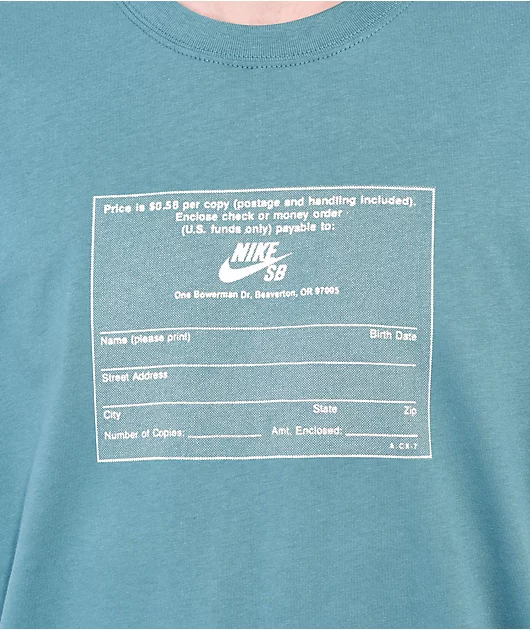 Price is $0.58 per copy (postage and handling included).
Enclose check or money order
(U.S. funds only) payable to:
NIKE
SB
One Bowerman Dr, Beaverton, OR 97005
Name (please print) Birth Date
Street Address
City State Zip
Number of Copies: Amt. Enclosed:
A CX-7